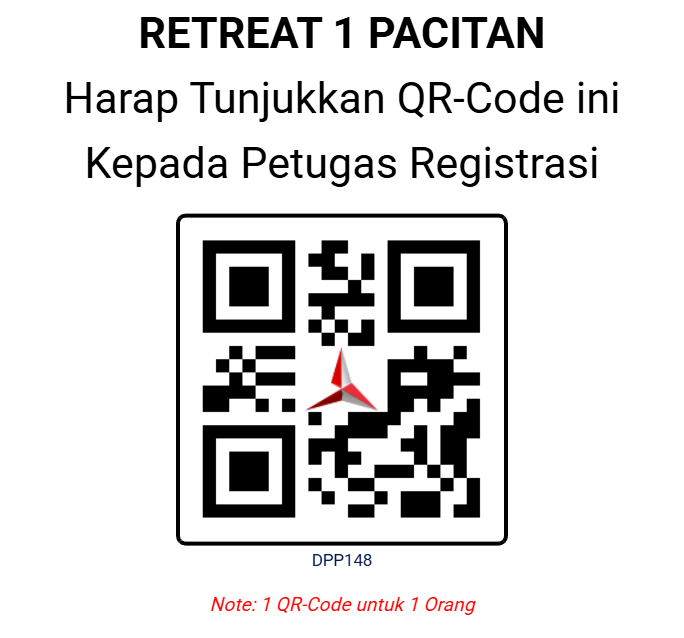 RETREAT 1 PACITAN
Harap Tunjukkan QR-Code ini
Kepada Petugas Registrasi
DPP148
Note: 1 QR-Code untuk 1 Orang